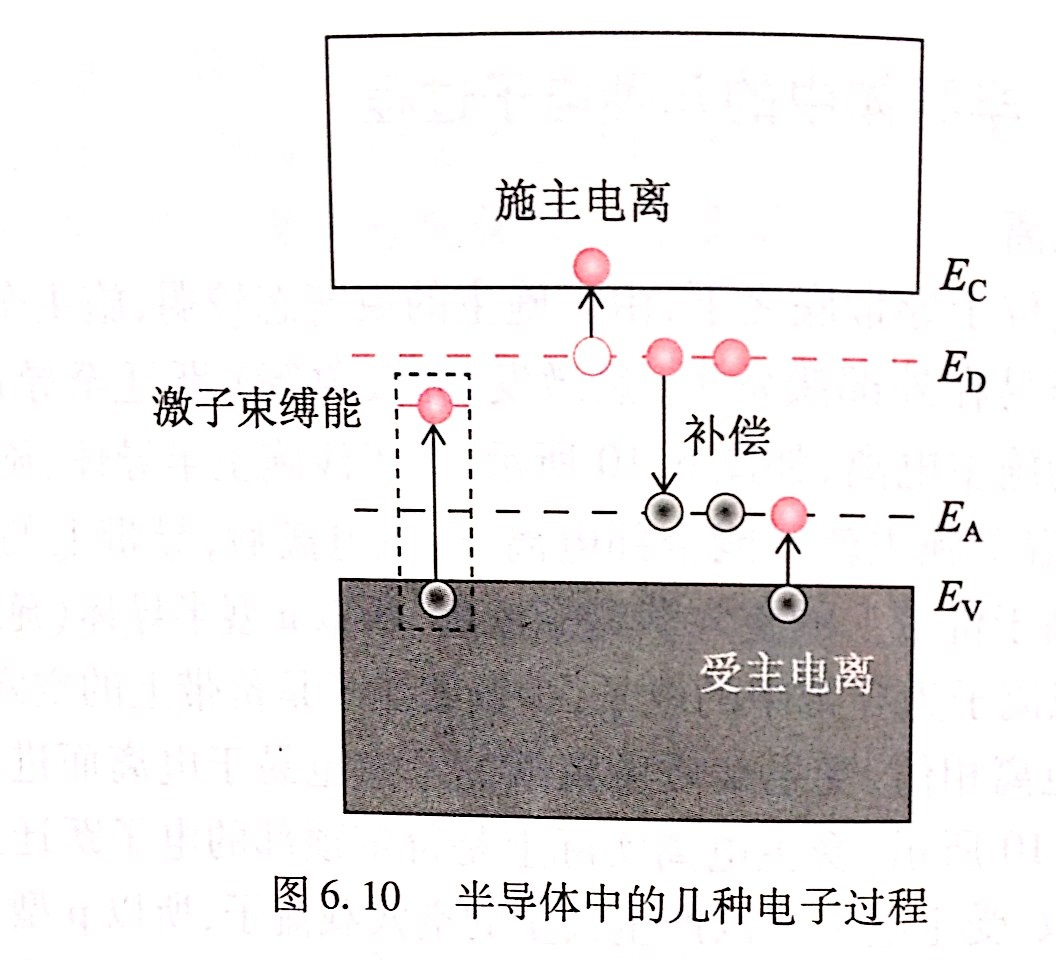 施主电离
E_C
E_D
激子束缚能
补偿
E_A
E_V
受主电离
图 6.10 半导体中的几种电子过程